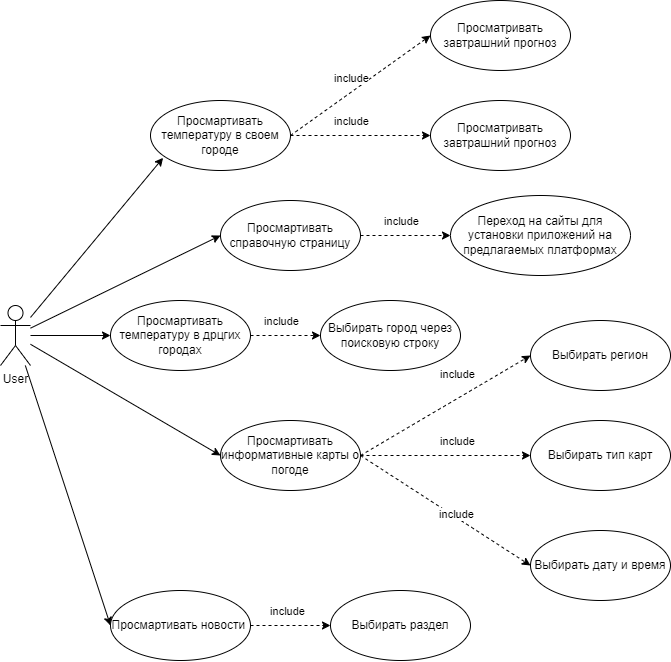 Просматривать
завтрашний прогноз
include
Просмартивать
температуру в своем
городе
include
Просматривать
завтрашний прогноз
Просмартивать
справочную страницу
include
Переход на сайты для
установки приложений на
предлагаемых платформах
User
Просмартивать
температуру в дрцгих
городах
include
Выбирать город через
поисковую строку
Просмартивать
информативные карты о
погоде
include
Выбирать регион
include
Выбирать тип карт
include
Выбирать дату и время
Просмартивать новости
include
Выбирать раздел